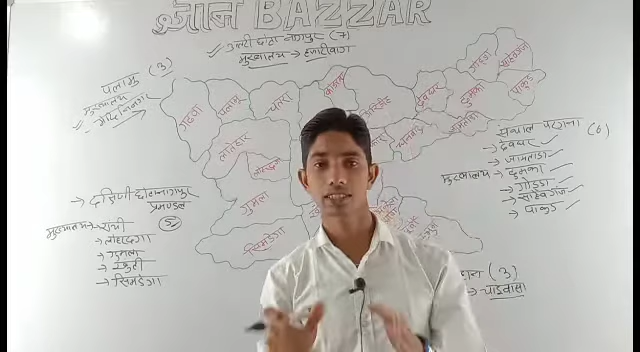 ज्ञान BAZZAR
उत्तरी छोटा नागपुर (7)
मुख्यालय → हजारीबाग
पलामू (3)
मुख्यालय
→ मेदिनीनगर
गढ़वा
पलामू
चतरा
कोडरमा
गिरिडीह
देवघर
दुमका
गोड्डा
साहेबगंज
पाकुड़
जामताड़ा
धनबाद
लातेहार
लोहरदगा
गुमला
सिमडेगा
संथाल परगना (6)
→ देवघर
→ जामताड़ा
मुख्यालय → दुमका
→ गोड्डा
→ साहेबगंज
→ पाकुड़
→ दक्षिणी छोटानागपुर
प्रमण्डल
5
मुख्यालय → रांची
→ लोहरदगा
→ गुमला
→ खूंटी
→ सिमडेगा
(3)
→ चाईबासा